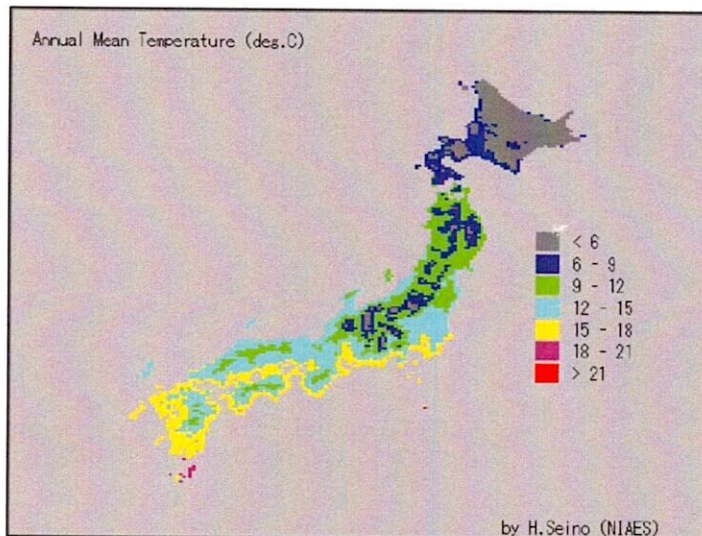 Annual Mean Temperature (deg.C)
< 6
6 - 9
9 - 12
12 - 15
15 - 18
18 - 21
> 21
by H.Seino (NIAES)